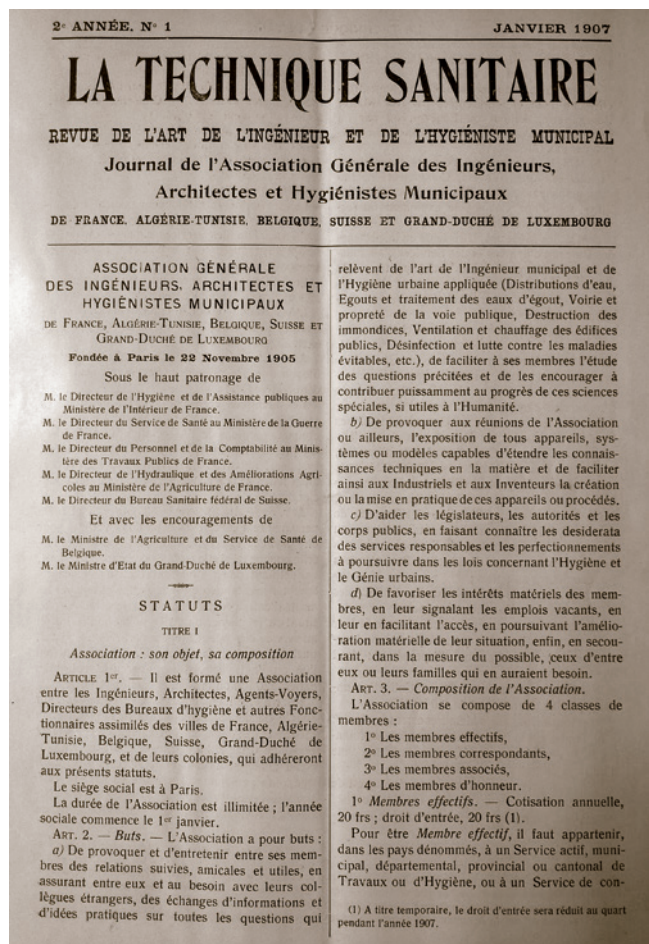 2e ANNÉE. No 1
JANVIER 1907
LA TECHNIQUE SANITAIRE
REVUE DE L'ART DE L'INGÉNIEUR ET DE L'HYGIÉNISTE MUNICIPAL
Journal de l'Association Générale des Ingénieurs,
Architectes et Hygiénistes Municipaux
DE FRANCE, ALGÉRIE-TUNISIE, BELGIQUE, SUISSE ET GRAND-DUCHÉ DE LUXEMBOURG
ASSOCIATION GÉNÉRALE
DES INGÉNIEURS, ARCHITECTES ET
HYGIÉNISTES MUNICIPAUX
DE FRANCE, ALGÉRIE-TUNISIE, BELGIQUE, SUISSE ET
GRAND-DUCHÉ DE LUXEMBOURG
Fondée à Paris le 22 Novembre 1905
Sous le haut patronage de
M. le Directeur de l'Hygiène et de l'Assistance publiques au
Ministère de l'Intérieur de France.
M. le Directeur du Service de Santé au Ministère de la Guerre
de France.
M. le Directeur du Personnel et de la Comptabilité au Minis-
tère des Travaux Publics de France.
M. le Directeur de l'Hydraulique et des Améliorations Agri-
coles au Ministère de l'Agriculture de France.
M. le Directeur du Bureau Sanitaire fédéral de Suisse.
Et avec les encouragements de
M. le Ministre de l'Agriculture et du Service de Santé de
Belgique.
M. le Ministre d'Etat du Grand-Duché de Luxembourg.
STATUTS
TITRE I
Association : son objet, sa composition
ARTICLE 1er. — Il est formé une Association
entre les Ingénieurs, Architectes, Agents-Voyers,
Directeurs des Bureaux d'hygiène et autres Fonc-
tionnaires assimilés des villes de France, Algérie-
Tunisie, Belgique, Suisse, Grand-Duché de
Luxembourg, et de leurs colonies, qui adhéreront
aux présents statuts.
Le siège social est à Paris.
La durée de l'Association est illimitée ; l'année
sociale commence le 1er janvier.
ART. 2. — Buts. — L'Association a pour buts :
a) De provoquer et d'entretenir entre ses mem-
bres des relations suivies, amicales et utiles, en
assurant entre eux et au besoin avec leurs col-
lègues étrangers, des échanges d'informations et
d'idées pratiques sur toutes les questions qui
relèvent de l'art de l'Ingénieur municipal et de
l'Hygiène urbaine appliquée (Distributions d'eau,
Egouts et traitement des eaux d'égout, Voirie et
propreté de la voie publique, Destruction des
immondices, Ventilation et chauffage des édifices
publics, Désinfection et lutte contre les maladies
évitables, etc.), de faciliter à ses membres l'étude
des questions précitées et de les encourager à
contribuer puissamment au progrès de ces sciences
spéciales, si utiles à l'Humanité.
b) De provoquer aux réunions de l'Association
ou ailleurs, l'exposition de tous appareils, sys-
tèmes ou modèles capables d'étendre les connais-
sances techniques en la matière et de faciliter
ainsi aux Industriels et aux Inventeurs la création
ou la mise en pratique de ces appareils ou procédés.
c) D'aider les législateurs, les autorités et les
corps publics, en faisant connaître les desiderata
des services responsables et les perfectionnements
à poursuivre dans les lois concernant l'Hygiène et
le Génie urbains.
d) De favoriser les intérêts matériels des mem-
bres, en leur signalant les emplois vacants, en
leur en facilitant l'accès, en poursuivant l'amélio-
ration matérielle de leur situation, enfin, en secou-
rant, dans la mesure du possible, ceux d'entre
eux ou leurs familles qui en auraient besoin.
ART. 3. — Composition de l'Association.
L'Association se compose de 4 classes de
membres :
1o Les membres effectifs,
2o Les membres correspondants,
3o Les membres associés,
4o Les membres d'honneur.
1o Membres effectifs. — Cotisation annuelle,
20 frs ; droit d'entrée, 20 frs (1).
Pour être Membre effectif, il faut appartenir,
dans les pays dénommés, à un Service actif, muni-
cipal, départemental, provincial ou cantonal de
Travaux ou d'Hygiène, ou à un Service de con-
(1) A titre temporaire, le droit d'entrée sera réduit au quart
pendant l'année 1907.